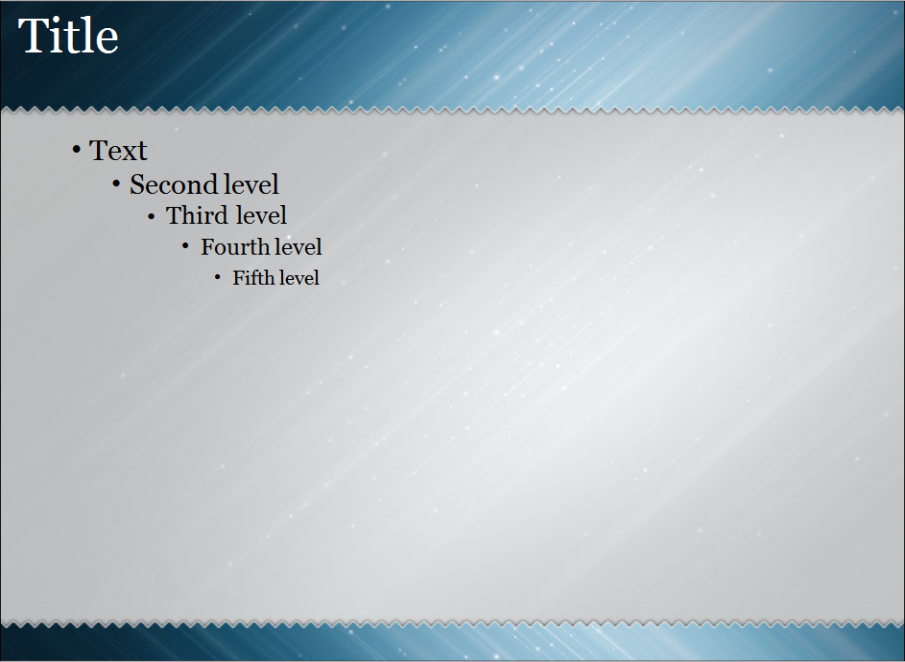 Title
• Text
• Second level
• Third level
• Fourth level
• Fifth level